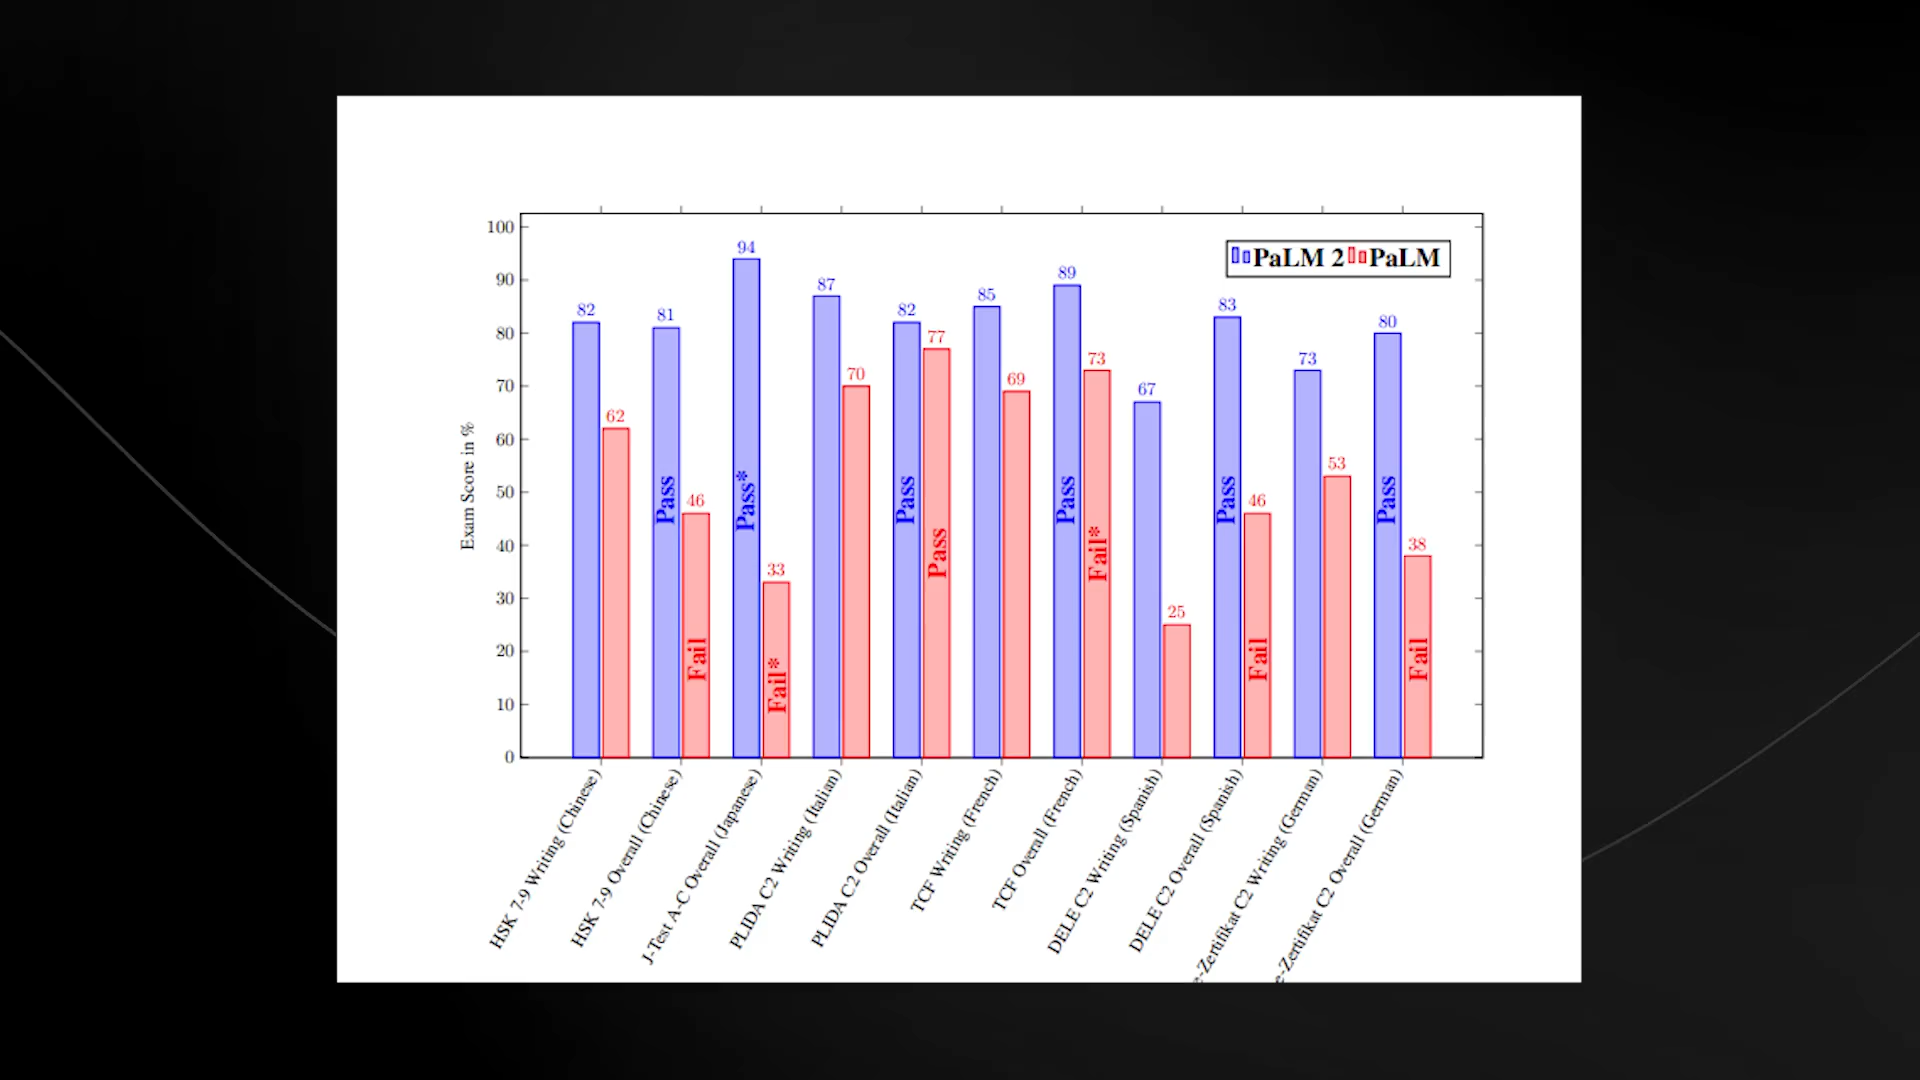 PaLM 2 PaLM
Exam Score in %
100
90
80
70
60
50
40
30
20
10
0
82
62
81
46
94
33
87
70
82
77
85
69
89
73
67
25
83
46
73
53
80
38
Pass
Fail
Pass*
Fail*
Pass
Pass
Pass
Fail*
Pass
Fail
Pass
Fail
HSK 7-9 Writing (Chinese)
HSK 7-9 Overall (Chinese)
J-Test A-C Overall (Japanese)
PLIDA C2 Writing (Italian)
PLIDA C2 Overall (Italian)
TCF Writing (French)
TCF Overall (French)
DELE C2 Writing (Spanish)
DELE C2 Overall (Spanish)
e-Zertifikat C2 Writing (German)
e-Zertifikat C2 Overall (German)